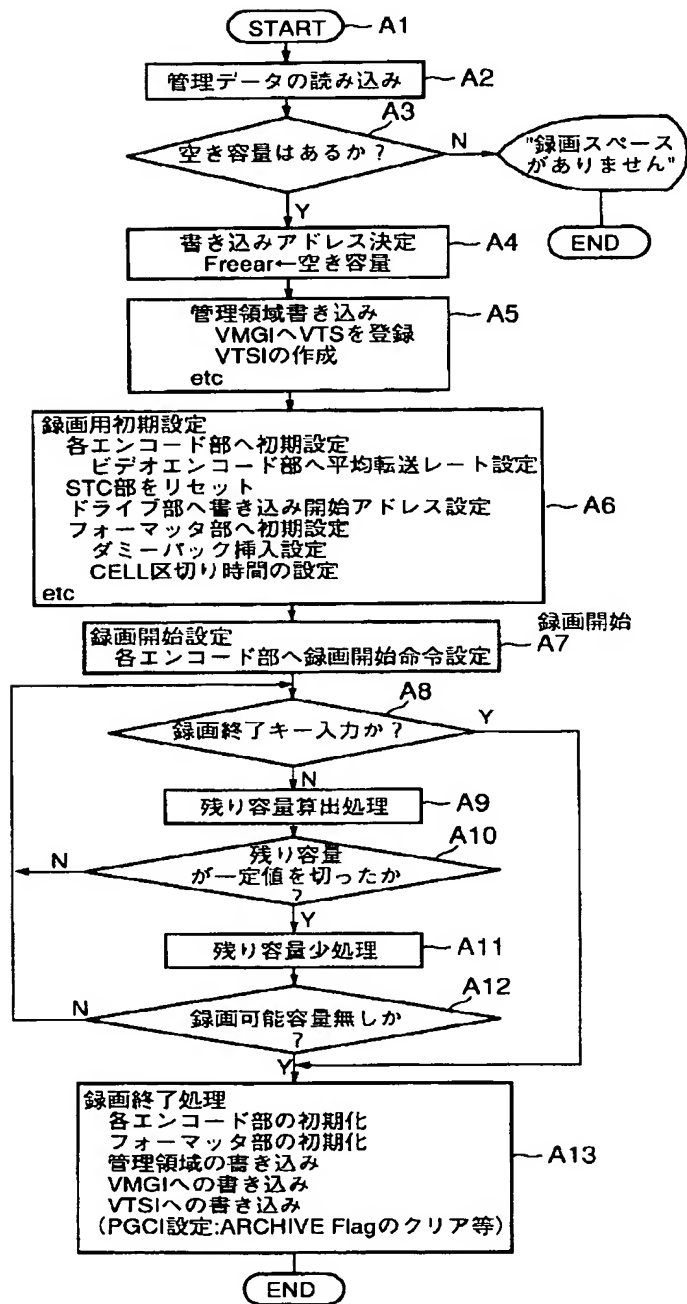 START
A1
管理データの読み込み
A2
A3
空き容量はあるか？
N
"録画スペース
がありません"
END
Y
書き込みアドレス決定
Freear←空き容量
A4
管理領域書き込み
VMGIへVTSを登録
VTSIの作成
etc
A5
録画用初期設定
各エンコード部へ初期設定
ビデオエンコード部へ平均転送レート設定
STC部をリセット
ドライブ部へ書き込み開始アドレス設定
フォーマッタ部へ初期設定
ダミーパック挿入設定
CELL区切り時間の設定
etc
A6
録画開始設定
各エンコード部へ録画開始命令設定
録画開始
A7
A8
録画終了キー入力か？
Y
N
残り容量算出処理
A9
A10
残り容量
が一定値を切ったか
？
N
Y
残り容量少処理
A11
A12
録画可能容量無しか
？
N
Y
録画終了処理
各エンコード部の初期化
フォーマッタ部の初期化
管理領域の書き込み
VMGIへの書き込み
VTSIへの書き込み
(PGCI設定:ARCHIVE Flagのクリア等)
A13
END